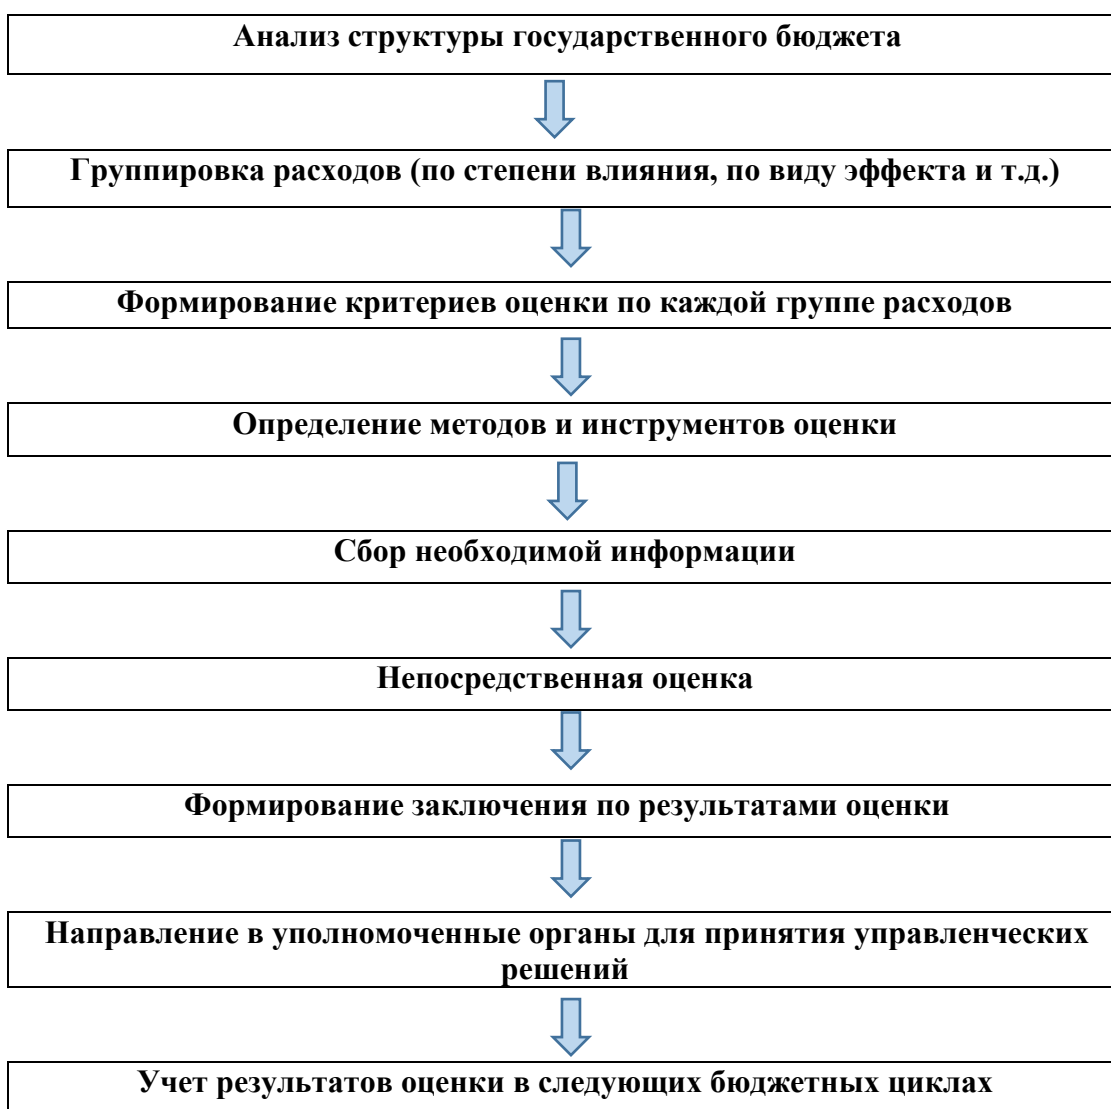 Анализ структуры государственного бюджета
Группировка расходов (по степени влияния, по виду эффекта и т.д.)
Формирование критериев оценки по каждой группе расходов
Определение методов и инструментов оценки
Сбор необходимой информации
Непосредственная оценка
Формирование заключения по результатами оценки
Направление в уполномоченные органы для принятия управленческих
решений
Учет результатов оценки в следующих бюджетных циклах